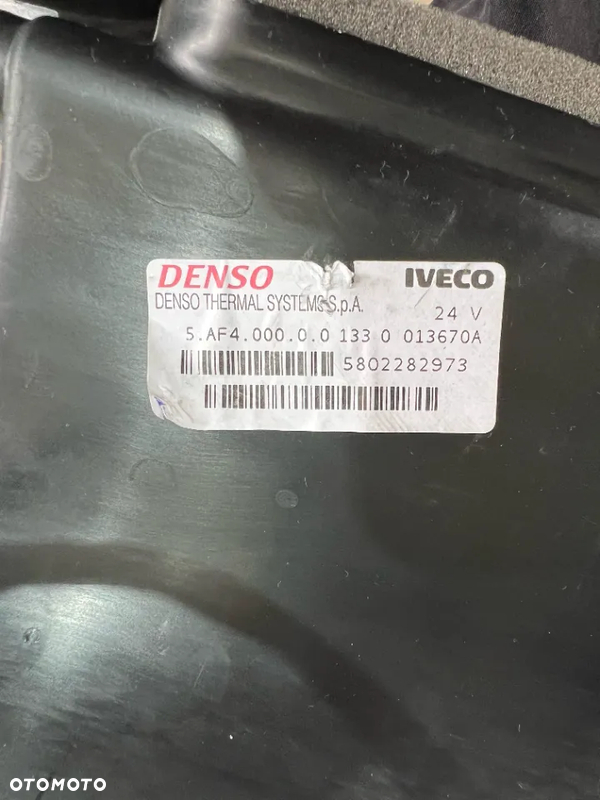 DENSO IVECO
DENSO THERMAL SYSTEMS S.p.A.
24 V
5.AF4.000.0.0 133 0 013670A
5802282973
OTOMOTO